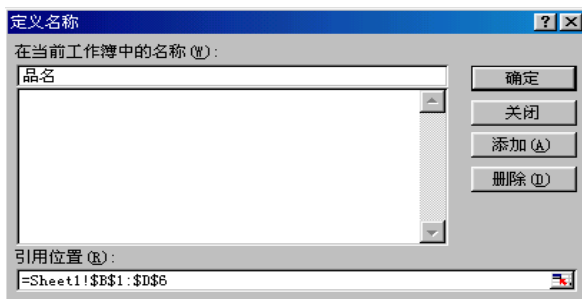 定义名称
在当前工作簿中的名称(W):
品名
确定
关闭
添加(A)
删除(D)
引用位置(R):
=Sheet1!$B$1:$D$6